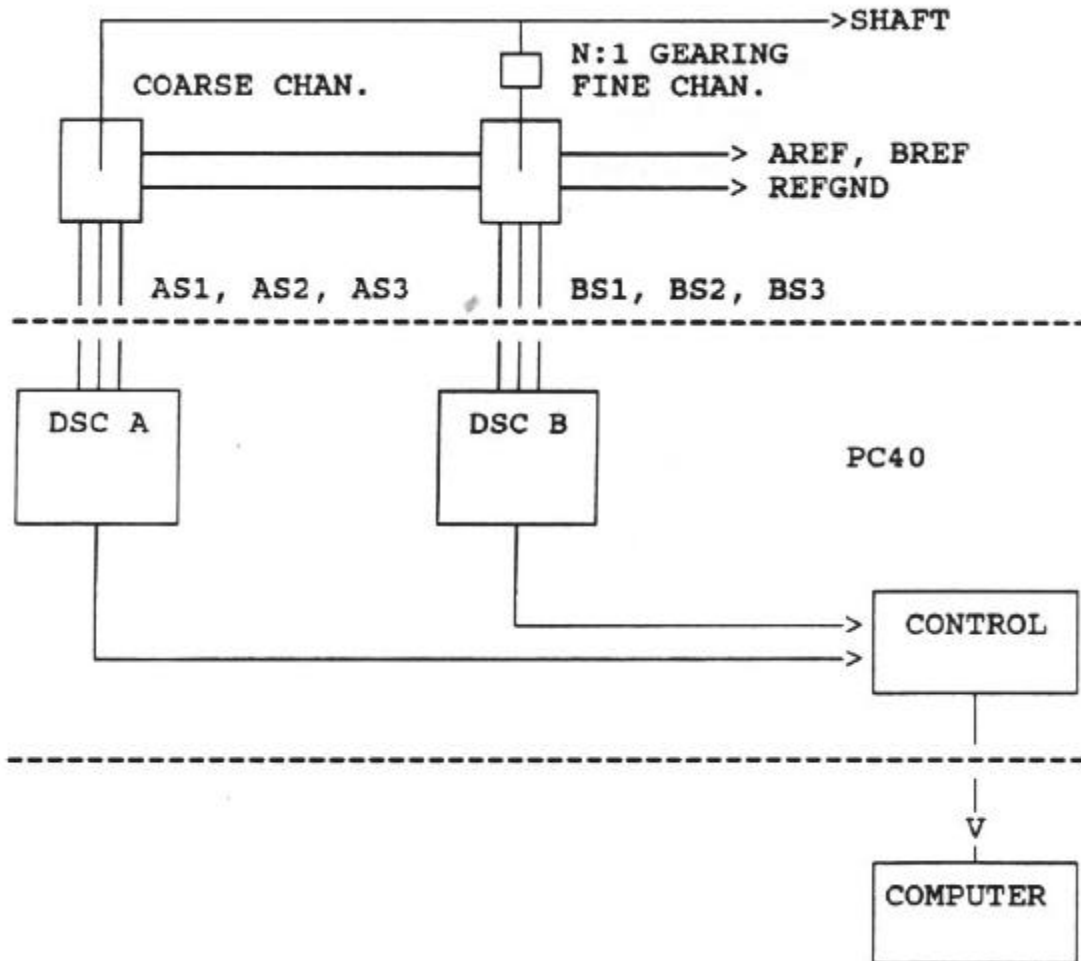 >SHAFT
N:1 GEARING
COARSE CHAN.
FINE CHAN.
> AREF, BREF
> REFGND
AS1, AS2, AS3
BS1, BS2, BS3
DSC A
DSC B
PC40
>
CONTROL
>
V
COMPUTER